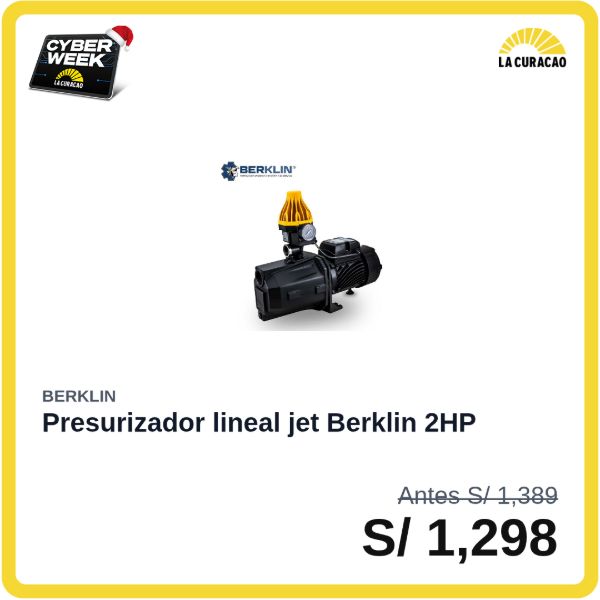 CYBER
WEEK
LA CURACAO
LA CURACAO
BERKLIN®
BERKLIN
Presurizador lineal jet Berklin 2HP
Antes S/ 1,389
S/ 1,298